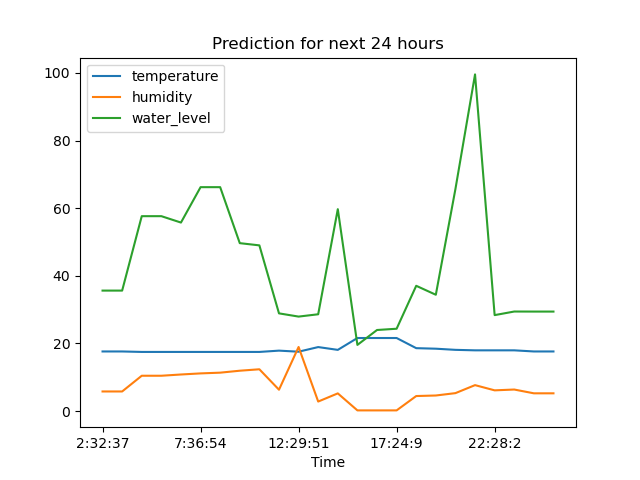 Prediction for next 24 hours
temperature
humidity
water_level
100
80
60
40
20
0
2:32:37 7:36:54 12:29:51 17:24:9 22:28:2
Time